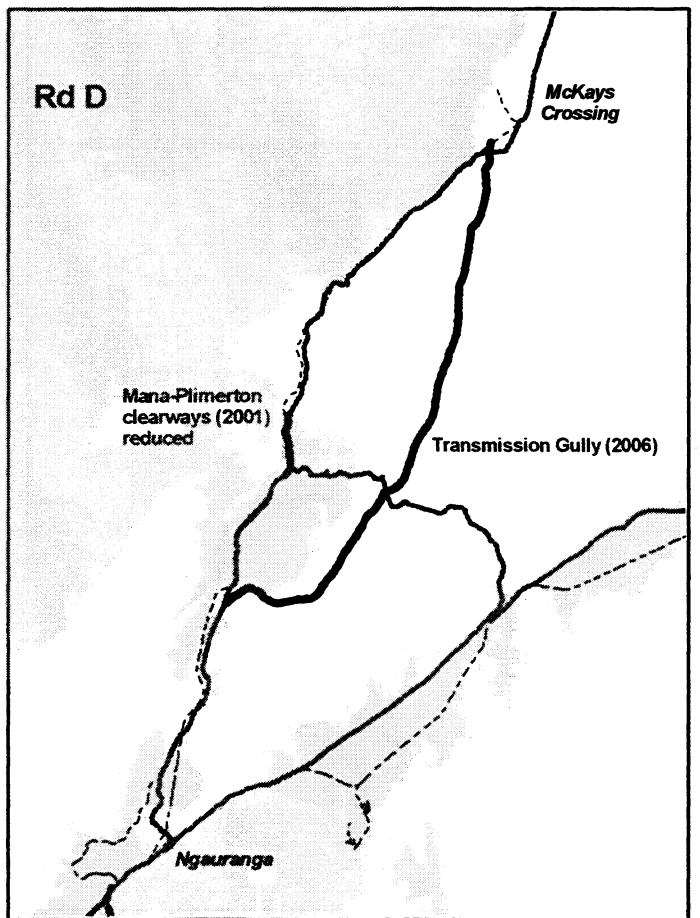 Rd D
McKays
Crossing
Mana-Plimerton
clearways (2001)
reduced
Transmission Gully (2006)
Ngauranga